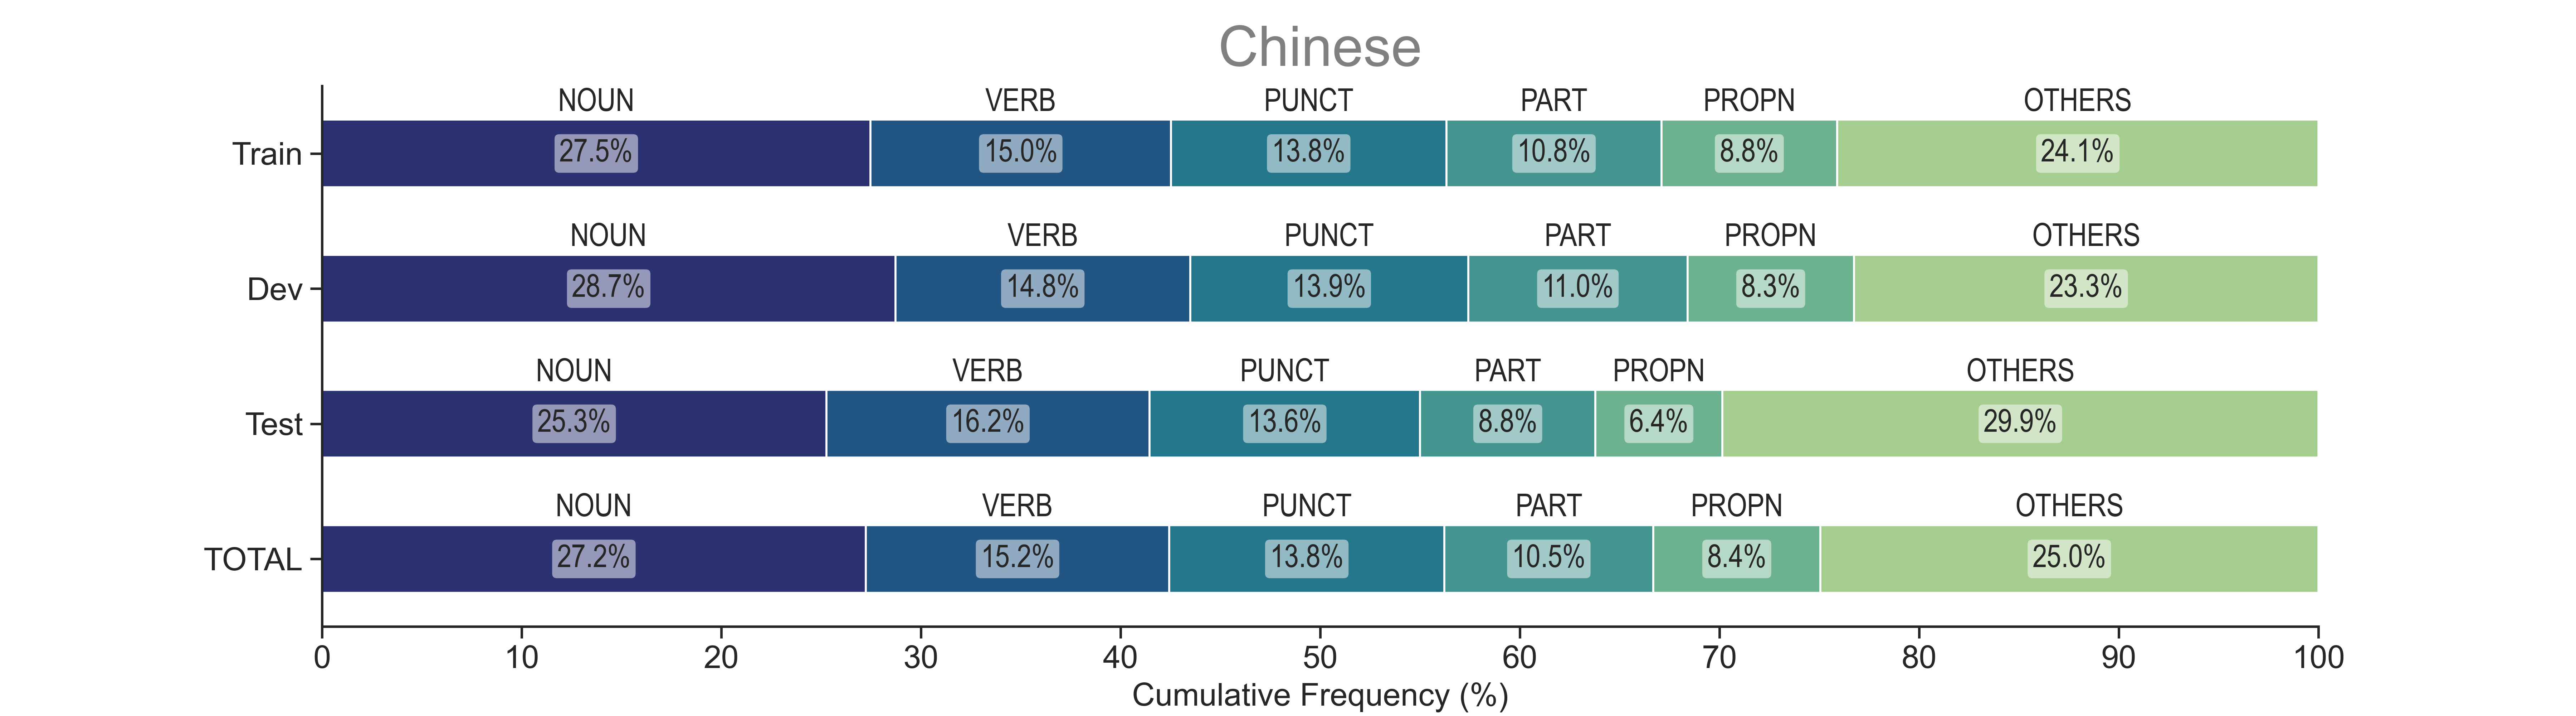 Chinese
NOUN VERB PUNCT PART PROPN OTHERS
Train 27.5% 15.0% 13.8% 10.8% 8.8% 24.1%
NOUN VERB PUNCT PART PROPN OTHERS
Dev 28.7% 14.8% 13.9% 11.0% 8.3% 23.3%
NOUN VERB PUNCT PART PROPN OTHERS
Test 25.3% 16.2% 13.6% 8.8% 6.4% 29.9%
NOUN VERB PUNCT PART PROPN OTHERS
TOTAL 27.2% 15.2% 13.8% 10.5% 8.4% 25.0%
0 10 20 30 40 50 60 70 80 90 100
Cumulative Frequency (%)